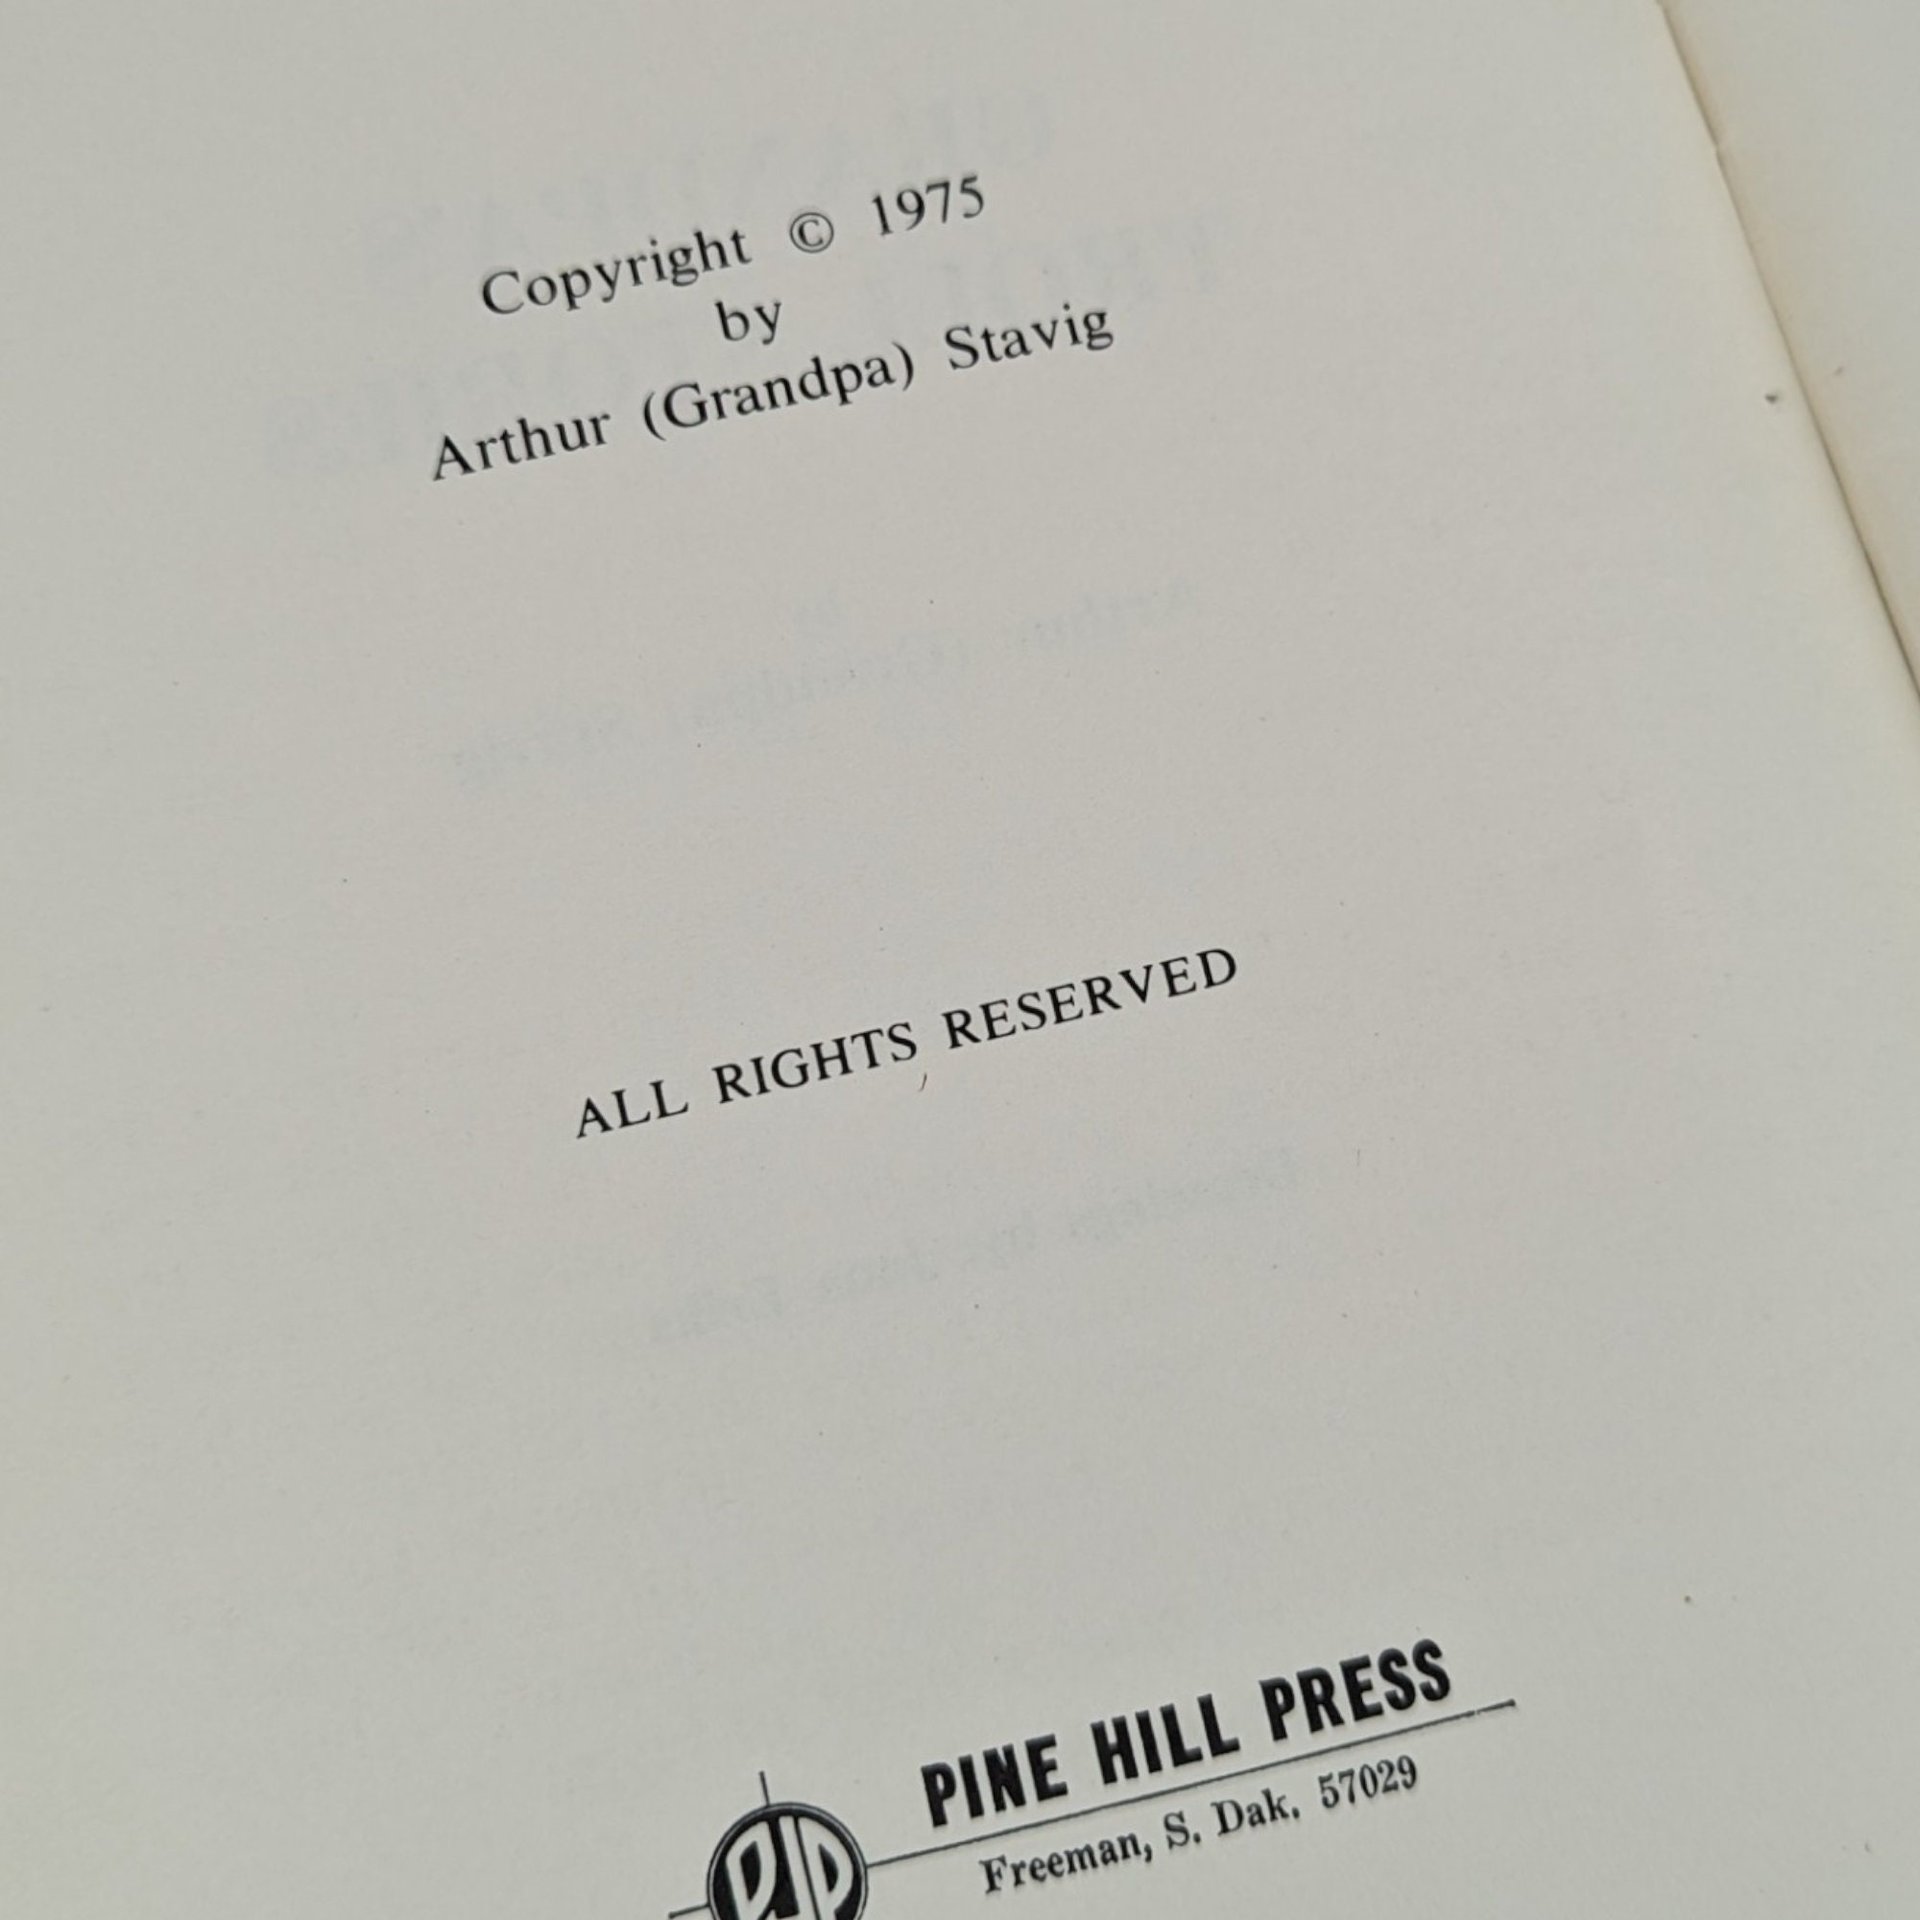 Copyright © 1975
by
Arthur (Grandpa) Stavig
ALL RIGHTS RESERVED
PINE HILL PRESS
Freeman, S. Dak. 57029